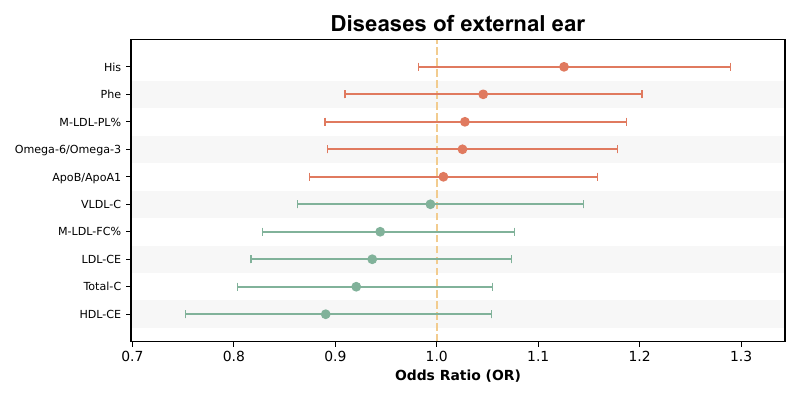 Diseases of external ear
His
Phe
M-LDL-PL%
Omega-6/Omega-3
ApoB/ApoA1
VLDL-C
M-LDL-FC%
LDL-CE
Total-C
HDL-CE
0.7 0.8 0.9 1.0 1.1 1.2 1.3
Odds Ratio (OR)